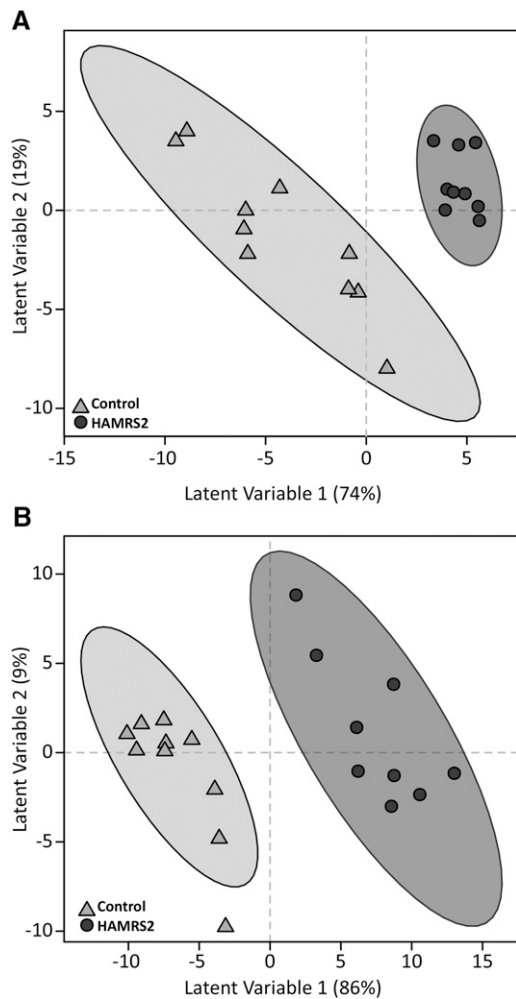 A
5
0
-5
-10
Latent Variable 2 (19%)
Control
HAMRS2
-15 -10 -5 0 5
Latent Variable 1 (74%)
B
10
5
0
-5
-10
Latent Variable 2 (9%)
Control
HAMRS2
-10 -5 0 5 10 15
Latent Variable 1 (86%)